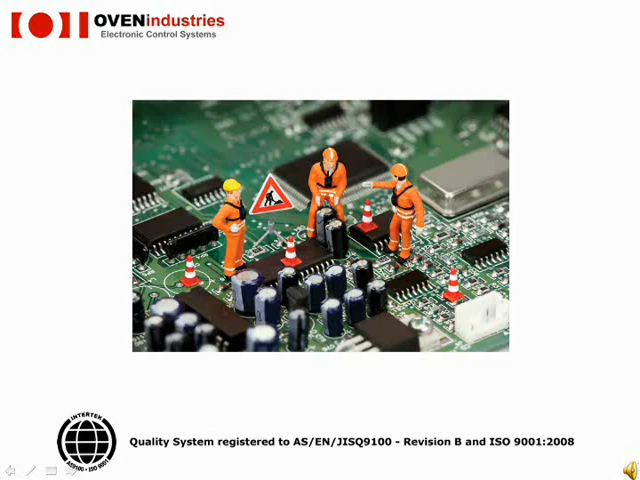 OVENindustries
Electronic Control Systems
INTERTEK
AS9100 • ISO 9001
Quality System registered to AS/EN/JISQ9100 - Revision B and ISO 9001:2008